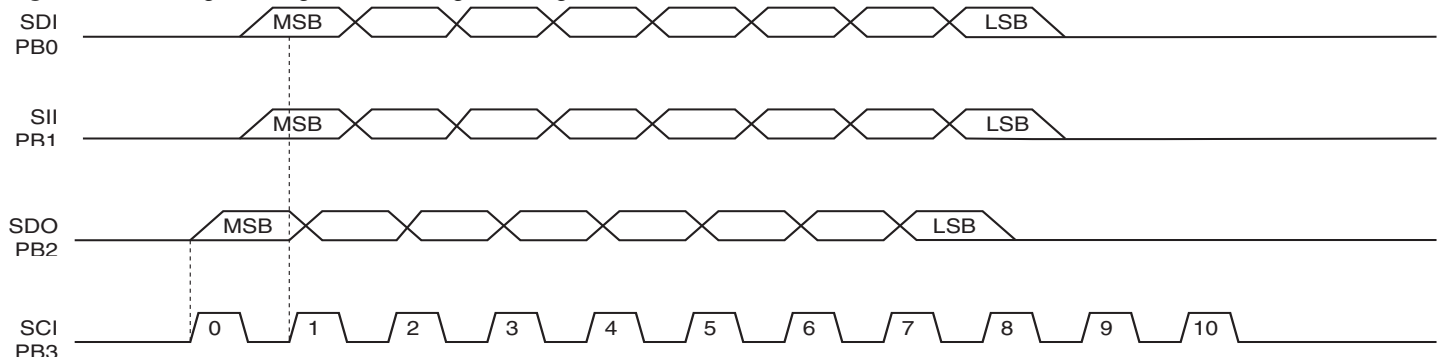 SDI
PB0
MSB
LSB
SII
PB1
MSB
LSB
SDO
PB2
MSB
LSB
SCI
PB3
0 1 2 3 4 5 6 7 8 9 10